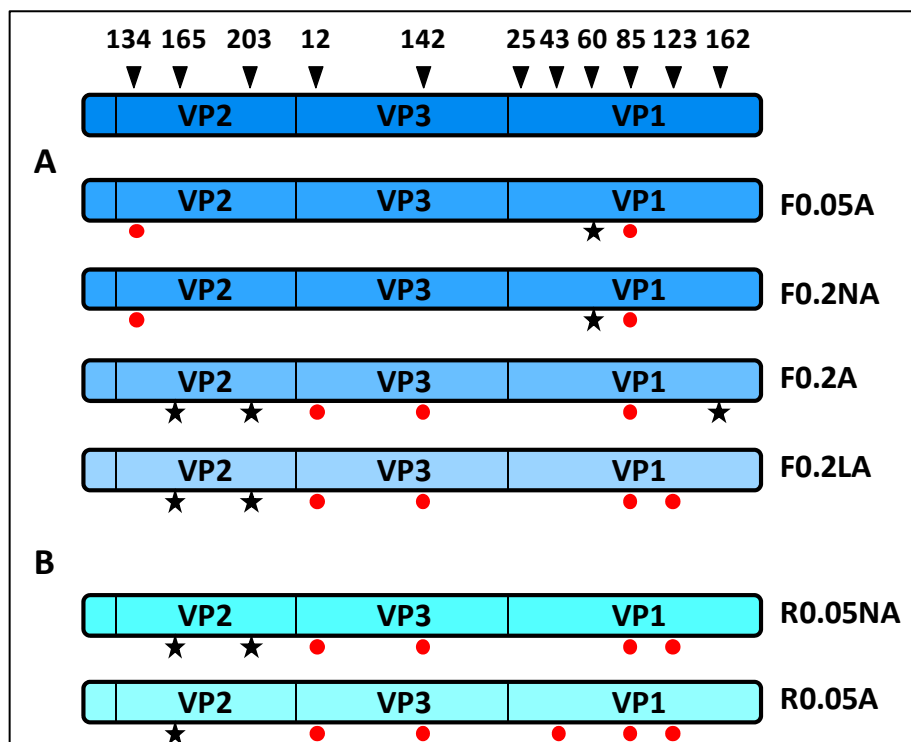 134 165 203 12 142 25 43 60 85 123 162
VP2 VP3 VP1
A
VP2 VP3 VP1 F0.05A
VP2 VP3 VP1 F0.2NA
VP2 VP3 VP1 F0.2A
VP2 VP3 VP1 F0.2LA
B
VP2 VP3 VP1 R0.05NA
VP2 VP3 VP1 R0.05A